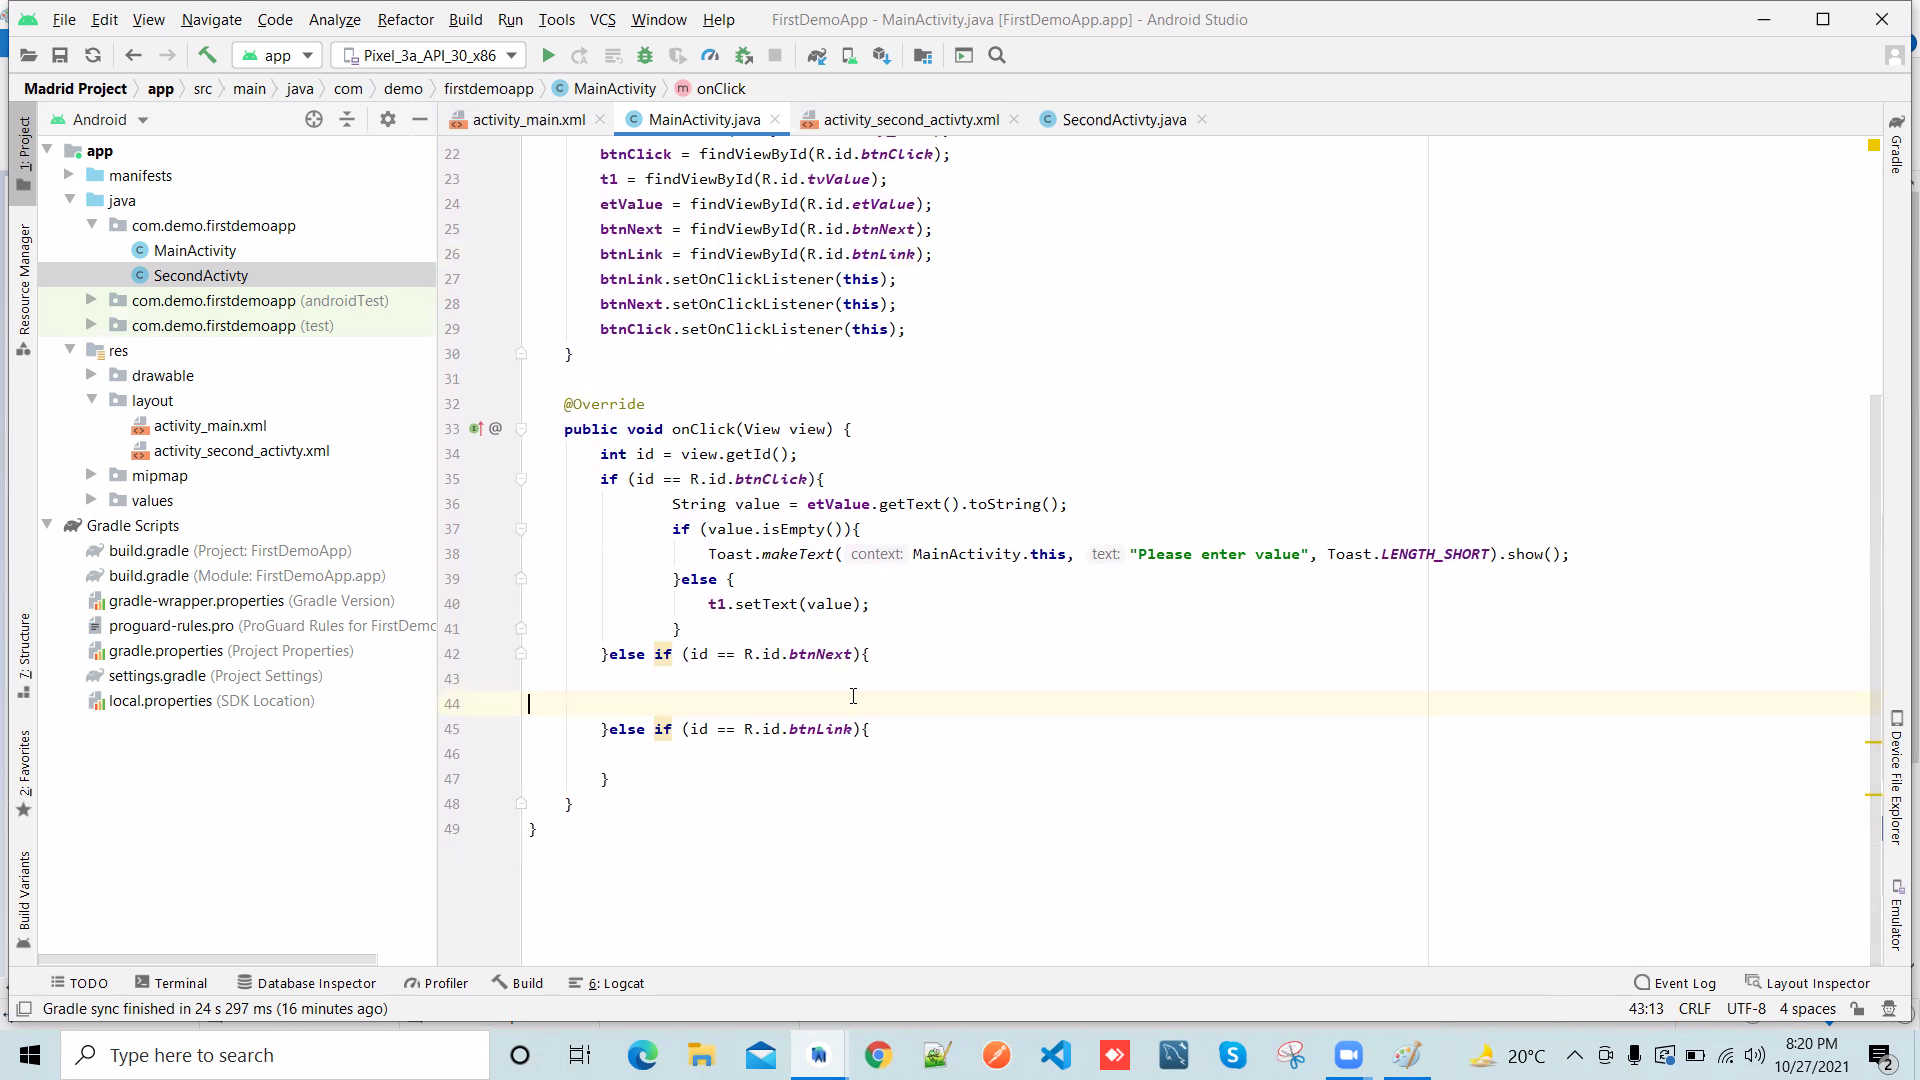 File Edit View Navigate Code Analyze Refactor Build Run Tools VCS Window Help FirstDemoApp - MainActivity.java [FirstDemoApp.app] - Android Studio
app Pixel_3a_API_30_x86
Madrid Project app src main java com demo firstdemoapp MainActivity onClick
Android activity_main.xml MainActivity.java activity_second_activty.xml SecondActivty.java
app
manifests
java
com.demo.firstdemoapp
MainActivity
SecondActivty
com.demo.firstdemoapp (androidTest)
com.demo.firstdemoapp (test)
res
drawable
layout
activity_main.xml
activity_second_activty.xml
mipmap
values
Gradle Scripts
build.gradle (Project: FirstDemoApp)
build.gradle (Module: FirstDemoApp.app)
gradle-wrapper.properties (Gradle Version)
proguard-rules.pro (ProGuard Rules for FirstDemo
gradle.properties (Project Properties)
settings.gradle (Project Settings)
local.properties (SDK Location)
1: Project
Resource Manager
7: Structure
2: Favorites
Build Variants
22 btnClick = findViewById(R.id.btnClick);
23 t1 = findViewById(R.id.tvValue);
24 etValue = findViewById(R.id.etValue);
25 btnNext = findViewById(R.id.btnNext);
26 btnLink = findViewById(R.id.btnLink);
27 btnLink.setOnClickListener(this);
28 btnNext.setOnClickListener(this);
29 btnClick.setOnClickListener(this);
30 }
31
32 @Override
33 @ public void onClick(View view) {
34 int id = view.getId();
35 if (id == R.id.btnClick){
36 String value = etValue.getText().toString();
37 if (value.isEmpty()){
38 Toast.makeText( context: MainActivity.this, text: "Please enter value", Toast.LENGTH_SHORT).show();
39 }else {
40 t1.setText(value);
41 }
42 }else if (id == R.id.btnNext){
43
44
45 }else if (id == R.id.btnLink){
46
47 }
48 }
49 }
Gradle
Device File Explorer
Emulator
TODO Terminal Database Inspector Profiler Build 6: Logcat Event Log Layout Inspector
Gradle sync finished in 24 s 297 ms (16 minutes ago) 43:13 CRLF UTF-8 4 spaces
Type here to search 20°C 8:20 PM
10/27/2021 2